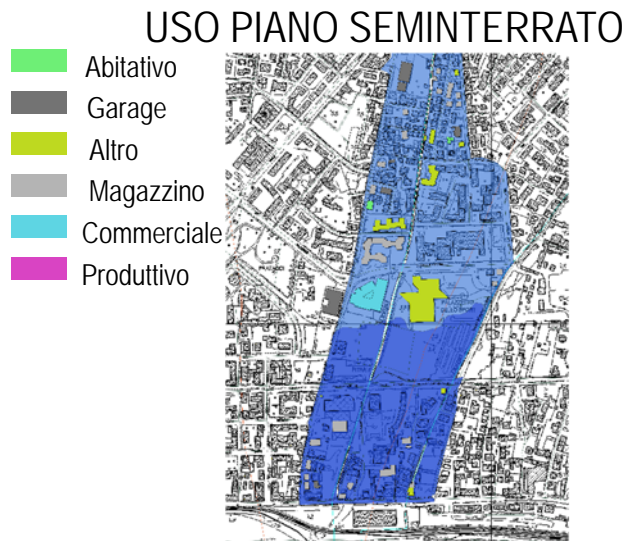 USO PIANO SEMINTERRATO
Abitativo
Garage
Altro
Magazzino
Commerciale
Produttivo